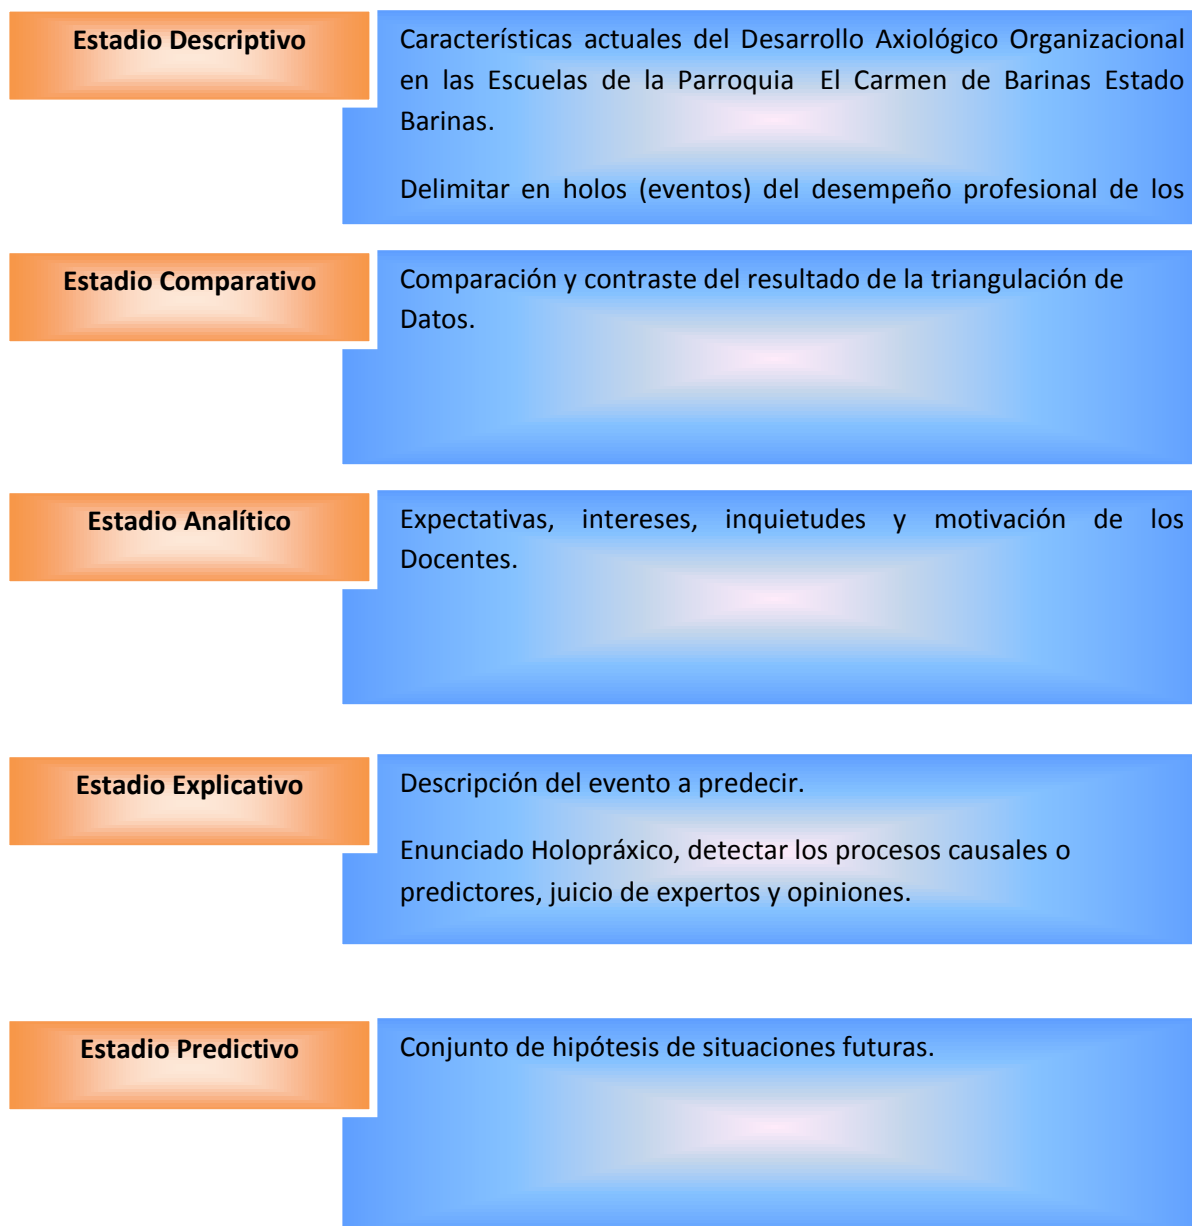 Estadio Descriptivo
Características actuales del Desarrollo Axiológico Organizacional
en las Escuelas de la Parroquia El Carmen de Barinas Estado
Barinas.
Delimitar en holos (eventos) del desempeño profesional de los
Estadio Comparativo
Comparación y contraste del resultado de la triangulación de
Datos.
Estadio Analítico
Expectativas, intereses, inquietudes y motivación de los
Docentes.
Estadio Explicativo
Descripción del evento a predecir.
Enunciado Holopráxico, detectar los procesos causales o
predictores, juicio de expertos y opiniones.
Estadio Predictivo
Conjunto de hipótesis de situaciones futuras.